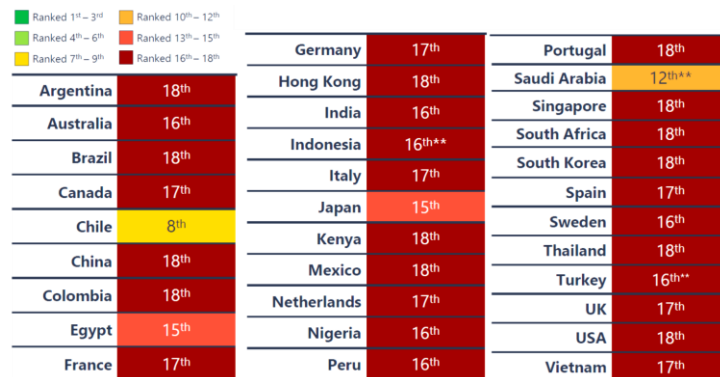 Ranked 1st – 3rd
Ranked 10th – 12th
Ranked 4th – 6th
Ranked 13th – 15th
Ranked 7th – 9th
Ranked 16th – 18th
Argentina 18th
Australia 16th
Brazil 18th
Canada 17th
Chile 8th
China 18th
Colombia 18th
Egypt 15th
France 17th
Germany 17th
Hong Kong 18th
India 16th
Indonesia 16th**
Italy 17th
Japan 15th
Kenya 18th
Mexico 18th
Netherlands 17th
Nigeria 16th
Peru 16th
Portugal 18th
Saudi Arabia 12th**
Singapore 18th
South Africa 18th
South Korea 18th
Spain 17th
Sweden 16th
Thailand 18th
Turkey 16th**
UK 17th
USA 18th
Vietnam 17th